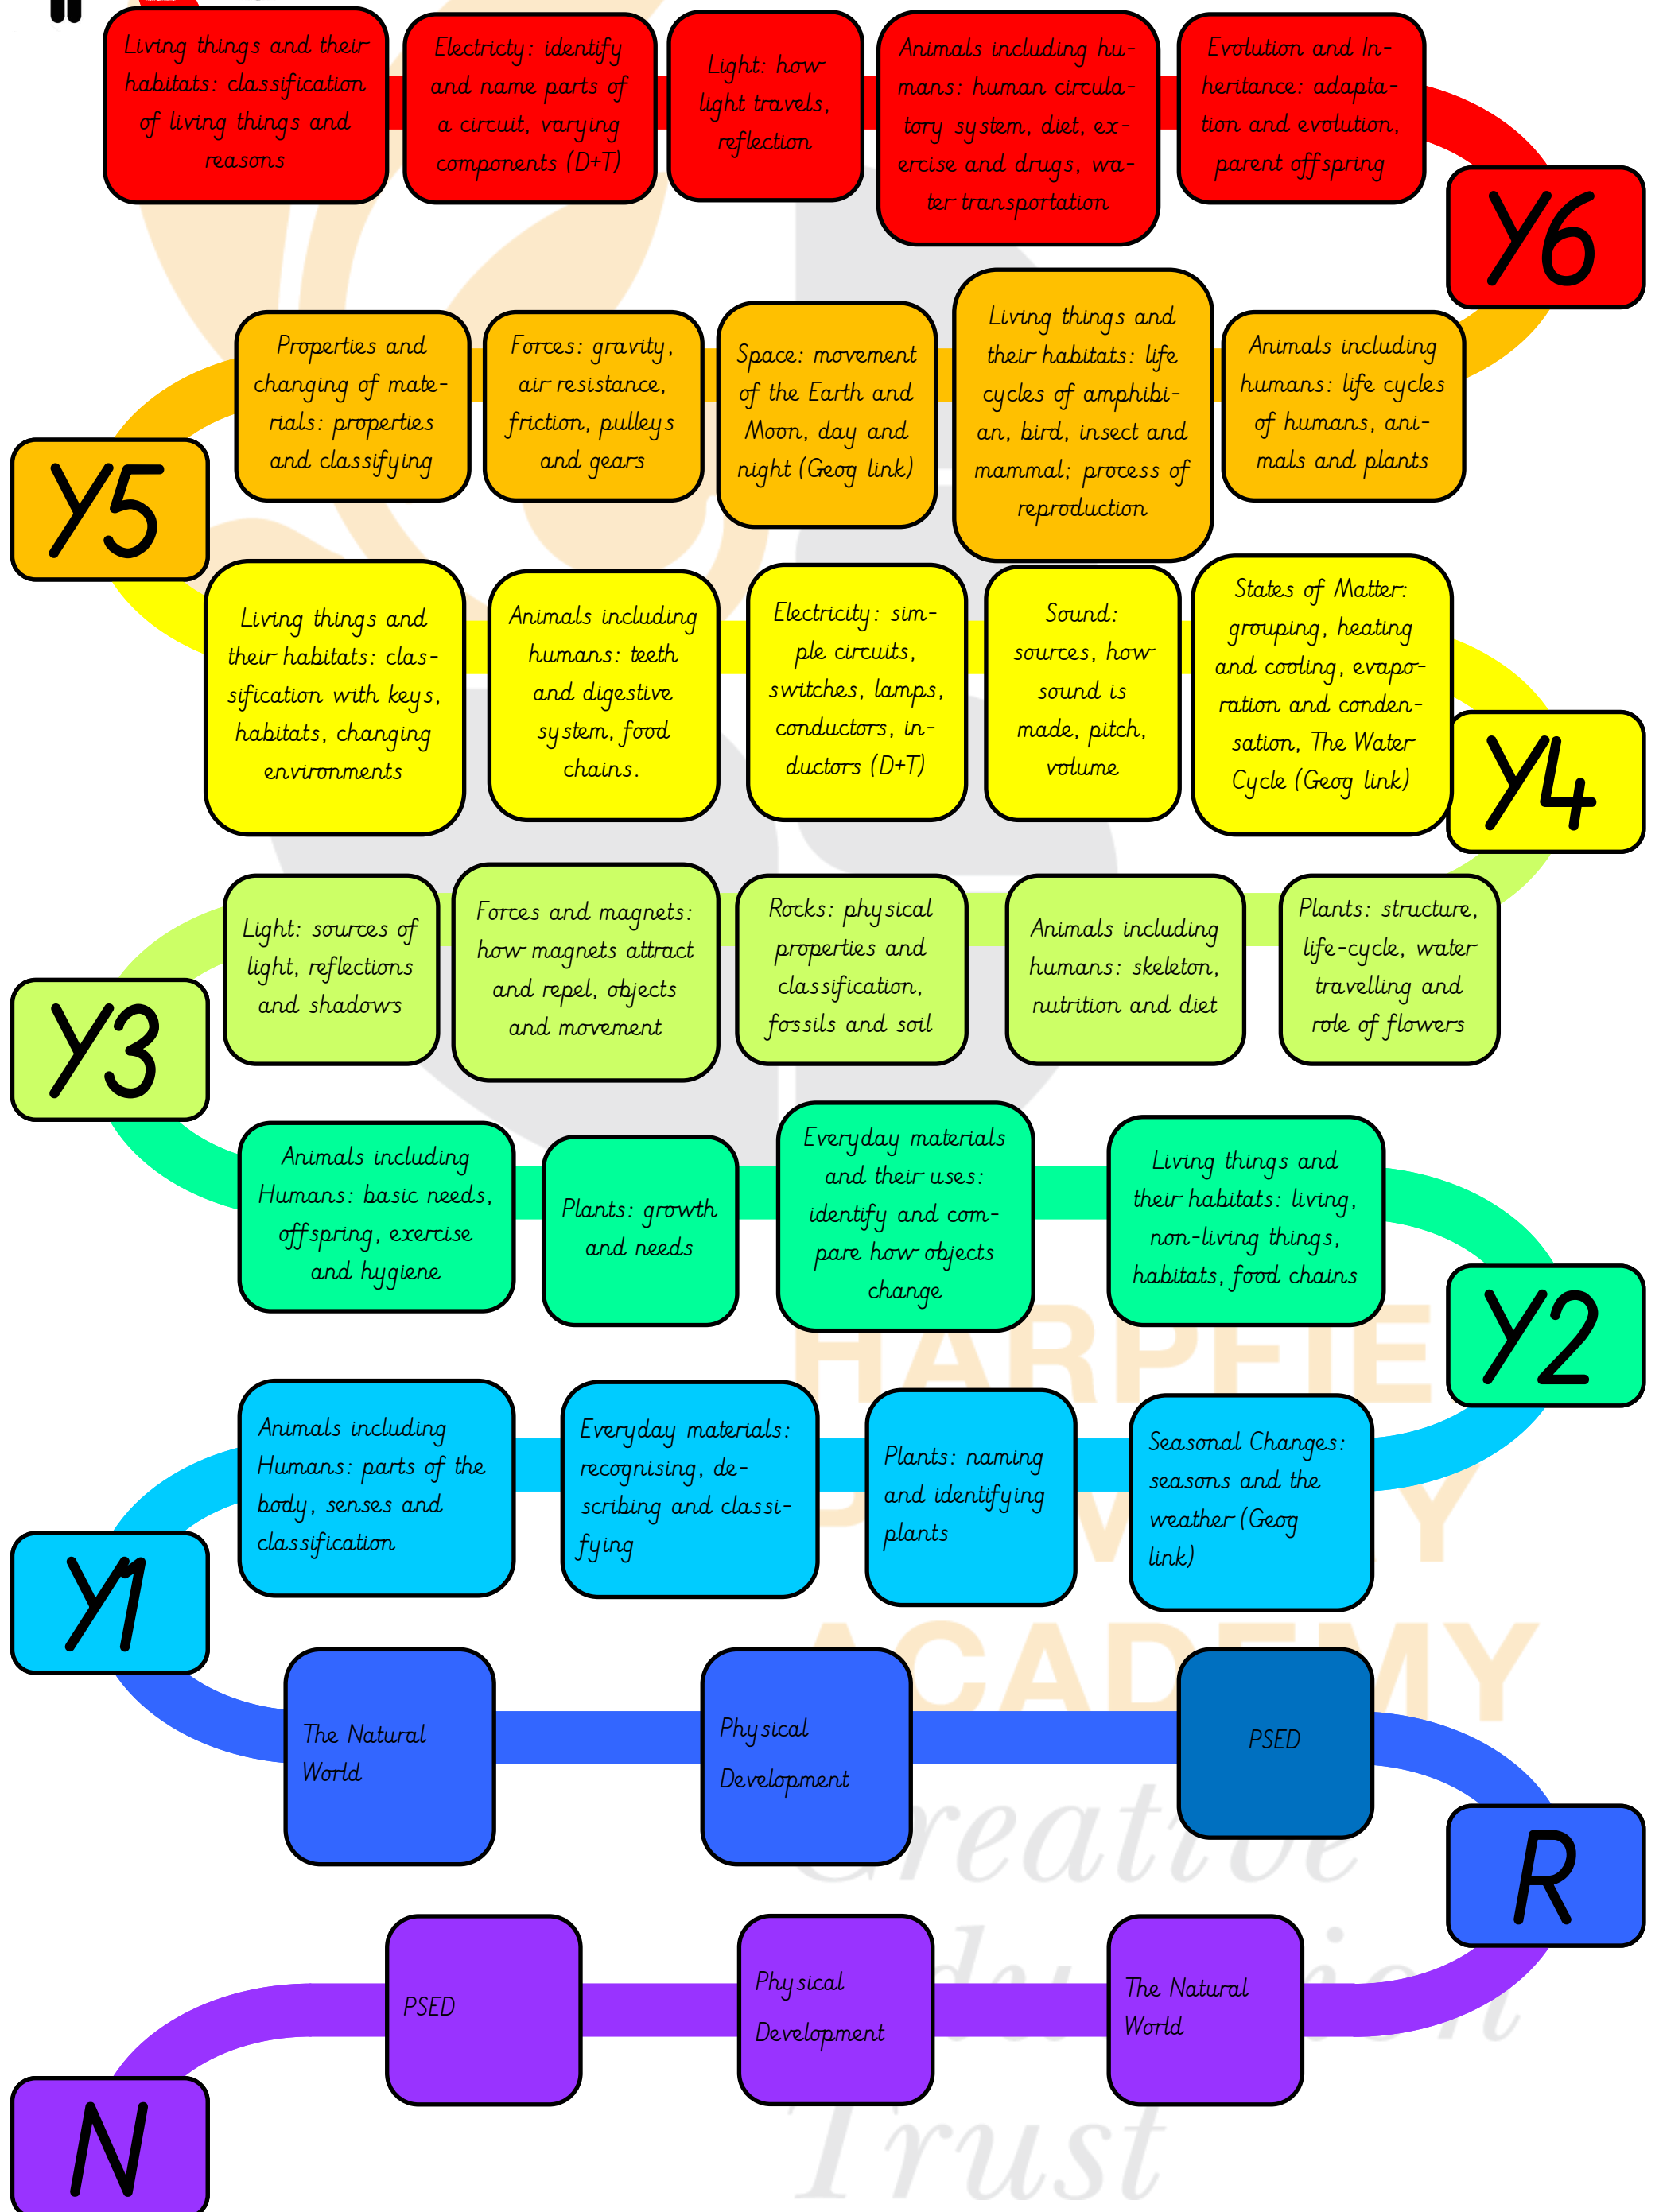 Living things and their
habitats: classification
of living things and
reasons
Electricty: identify
and name parts of
a circuit, varying
components (D+T)
Light: how
light travels,
reflection
Animals including hu-
mans: human circula-
tory system, diet, ex-
ercise and drugs, wa-
ter transportation
Evolution and In-
heritance: adapta-
tion and evolution,
parent offspring
Y6
Properties and
changing of mate-
rials: properties
and classifying
Forces: gravity,
air resistance,
friction, pulleys
and gears
Space: movement
of the Earth and
Moon, day and
night (Geog link)
Living things and
their habitats: life
cycles of amphibi-
an, bird, insect and
mammal; process of
reproduction
Animals including
humans: life cycles
of humans, ani-
mals and plants
Y5
Living things and
their habitats: clas-
sification with keys,
habitats, changing
environments
Animals including
humans: teeth
and digestive
system, food
chains.
Electricity: sim-
ple circuits,
switches, lamps,
conductors, in-
ductors (D+T)
Sound:
sources, how
sound is
made, pitch,
volume
States of Matter:
grouping, heating
and cooling, evapo-
ration and conden-
sation, The Water
Cycle (Geog link)
Y4
Light: sources of
light, reflections
and shadows
Forces and magnets:
how magnets attract
and repel, objects
and movement
Rocks: physical
properties and
classification,
fossils and soil
Animals including
humans: skeleton,
nutrition and diet
Plants: structure,
life-cycle, water
travelling and
role of flowers
Y3
Animals including
Humans: basic needs,
offspring, exercise
and hygiene
Plants: growth
and needs
Everyday materials
and their uses:
identify and com-
pare how objects
change
Living things and
their habitats: living,
non-living things,
habitats, food chains
Y2
Animals including
Humans: parts of the
body, senses and
classification
Everyday materials:
recognising, de-
scribing and classi-
fying
Plants: naming
and identifying
plants
Seasonal Changes:
seasons and the
weather (Geog
link)
Y1
The Natural
World
Physical
Development
PSED
R
PSED
Physical
Development
The Natural
World
N
ACADEMY
Creative
Trust